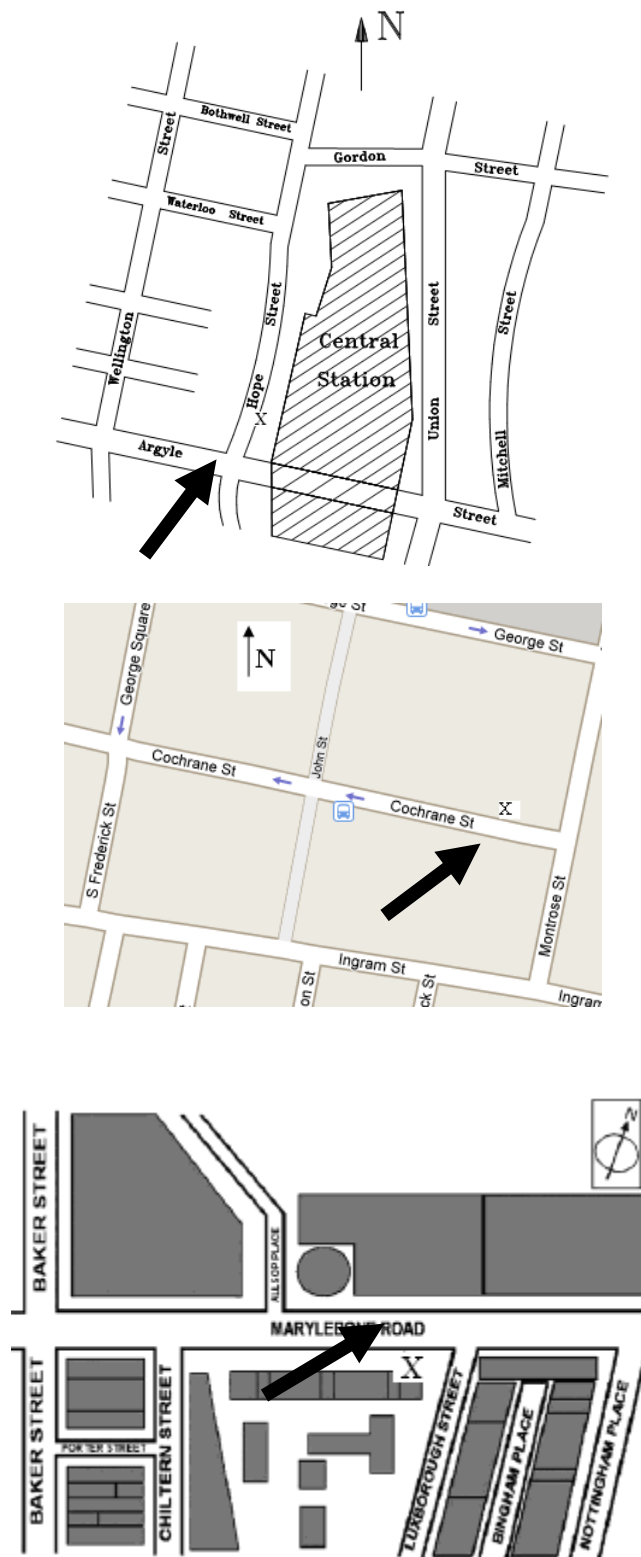 N
Bothwell Street
Street
Gordon
Street
Waterloo Street
Street
Street
Street
Central
Station
Wellington
Hope
X
Union
Mitchell
Argyle
Street
George St
George Square
N
John St
Cochrane St
Cochrane St
X
S Frederick St
Montrose St
Ingram St
Ingram
N
BAKER STREET
ALLSOP PLACE
MARYLEBONE ROAD
X
BAKER STREET
PORTER STREET
CHILTERN STREET
LUXBOROUGH STREET
BINGHAM PLACE
NOTTINGHAM PLACE